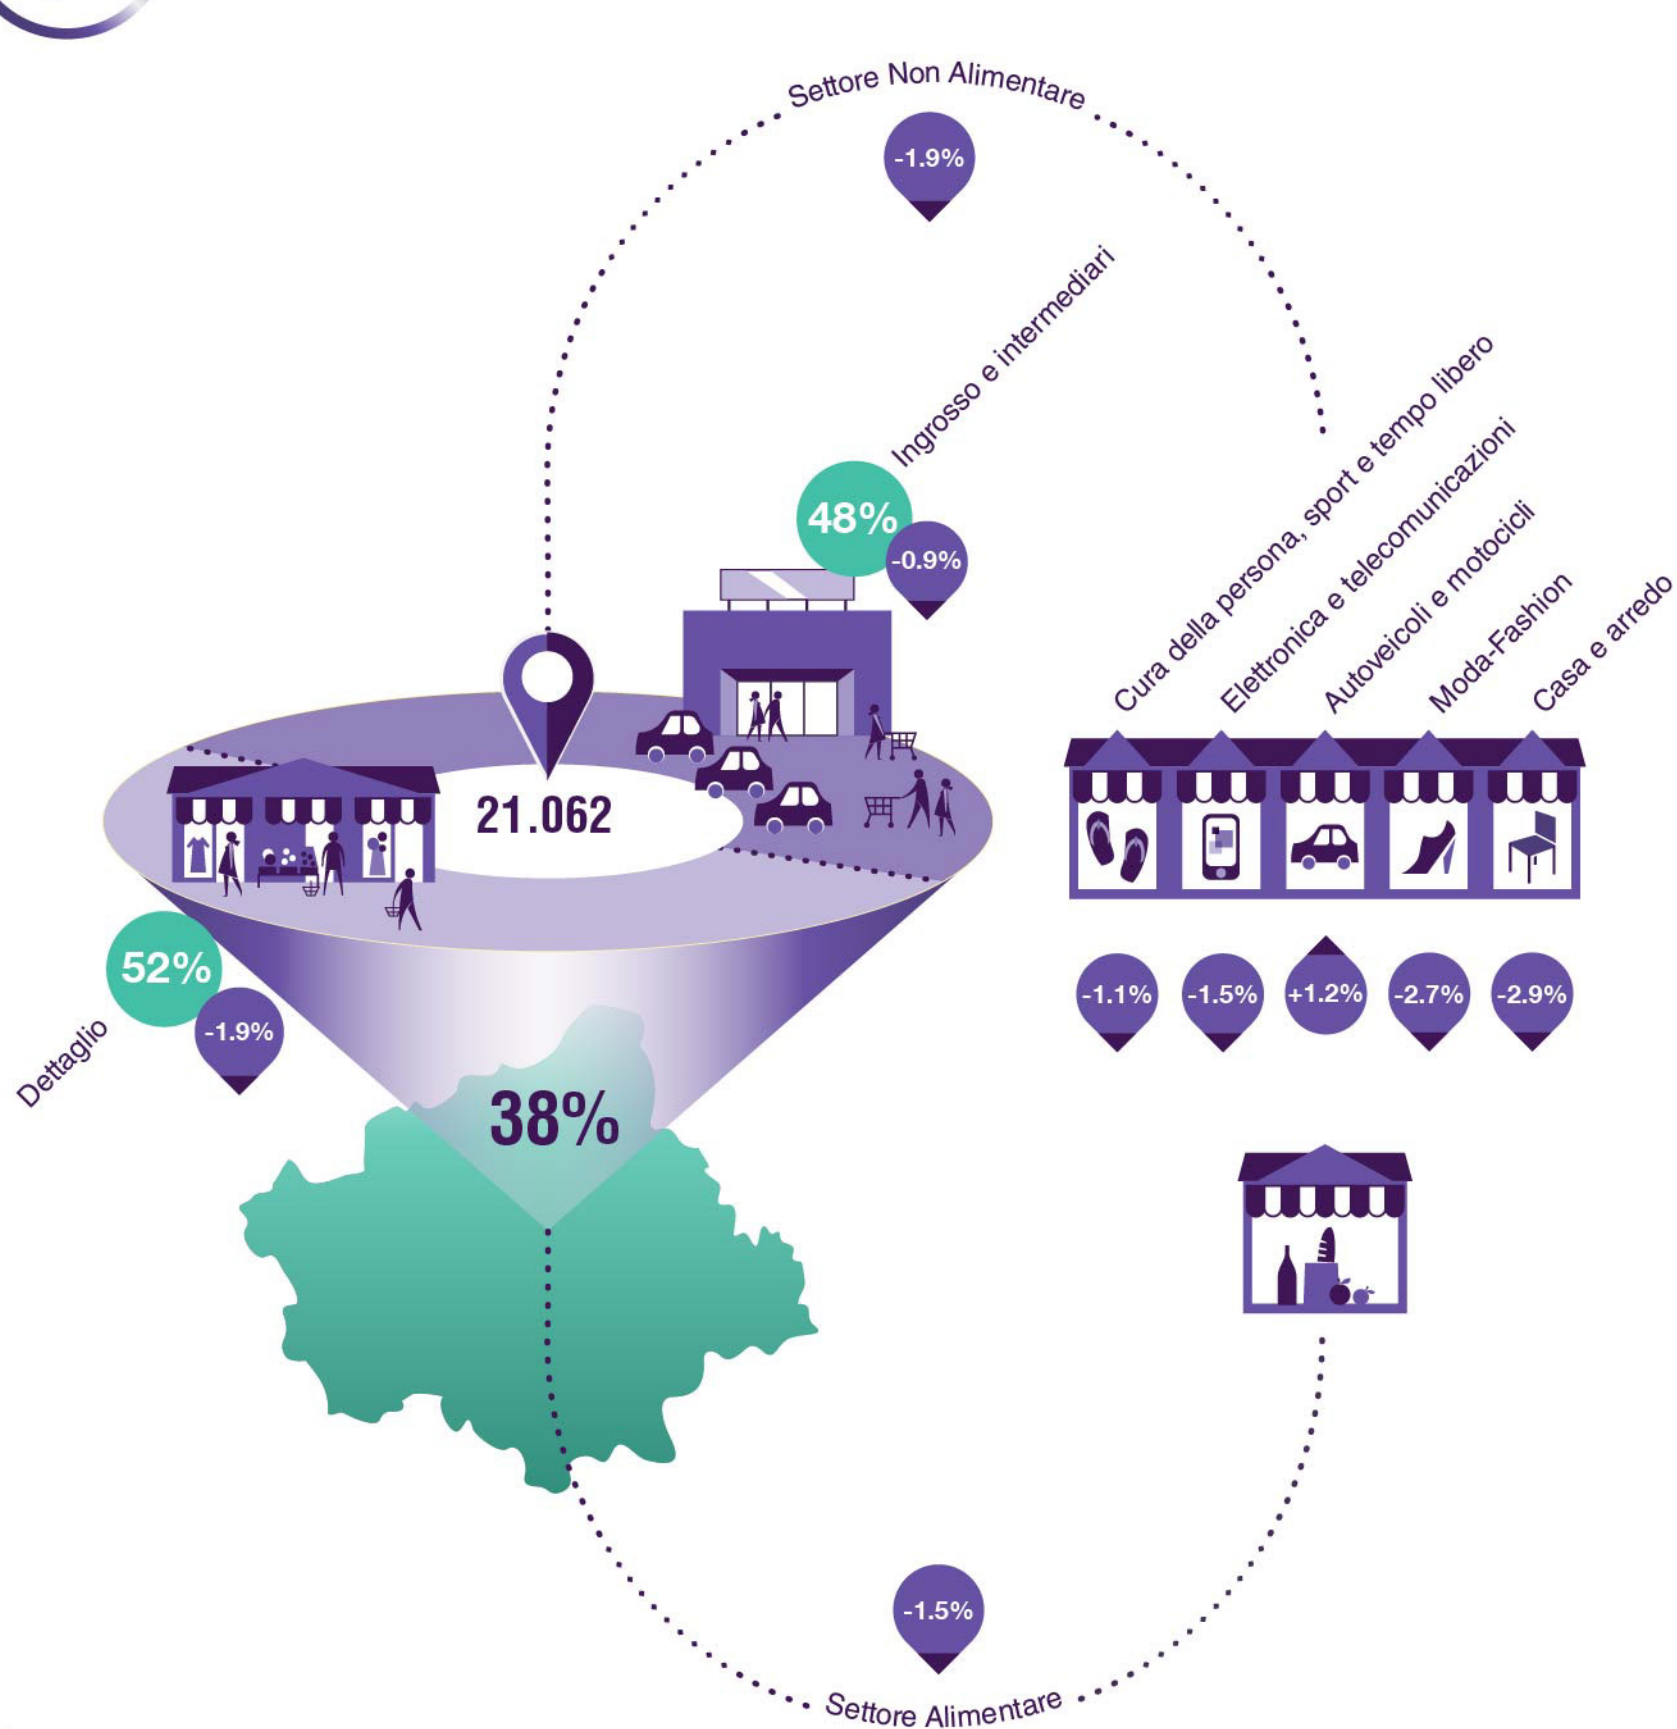 Settore Non Alimentare
-1.9%
Ingrosso e intermediari
48%
-0.9%
Cura della persona, sport e tempo libero
Elettronica e telecomunicazioni
Autoveicoli e motocicli
Moda-Fashion
Casa e arredo
21.062
52%
-1.9%
Dettaglio
-1.1%
-1.5%
+1.2%
-2.7%
-2.9%
38%
-1.5%
Settore Alimentare